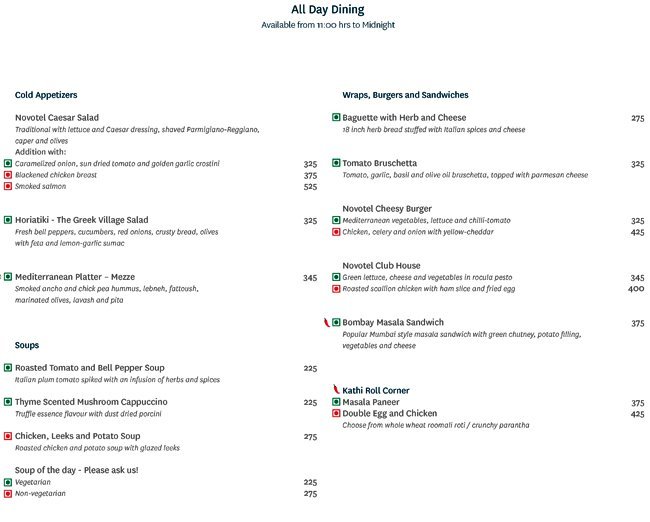 All Day Dining
Available from 11:00 hrs to Midnight
Cold Appetizers
Novotel Caesar Salad
Traditional with lettuce and Caesar dressing, shaved Parmigiano-Reggiano,
caper and olives
Addition with:
Caramelized onion, sun dried tomato and golden garlic crostini 325
Blackened chicken breast 375
Smoked salmon 525
Horiatiki - The Greek Village Salad 325
Fresh bell peppers, cucumbers, red onions, crusty bread, olives
with feta and lemon-garlic sumac
Mediterranean Platter – Mezze 345
Smoked ancho and chick pea hummus, lebneh, fattoush,
marinated olives, lavash and pita
Soups
Roasted Tomato and Bell Pepper Soup 225
Italian plum tomato spiked with an infusion of herbs and spices
Thyme Scented Mushroom Cappuccino 225
Truffle essence flavour with dust dried porcini
Chicken, Leeks and Potato Soup 275
Roasted chicken and potato soup with glazed leeks
Soup of the day - Please ask us!
Vegetarian 225
Non-vegetarian 275
Wraps, Burgers and Sandwiches
Baguette with Herb and Cheese 275
18 inch herb bread stuffed with Italian spices and cheese
Tomato Bruschetta 325
Tomato, garlic, basil and olive oil bruschetta, topped with parmesan cheese
Novotel Cheesy Burger
Mediterranean vegetables, lettuce and chilli-tomato 325
Chicken, celery and onion with yellow-cheddar 425
Novotel Club House
Green lettuce, cheese and vegetables in rocula pesto 345
Roasted scallion chicken with ham slice and fried egg 400
Bombay Masala Sandwich 375
Popular Mumbai style masala sandwich with green chutney, potato filling,
vegetables and cheese
Kathi Roll Corner
Masala Paneer 375
Double Egg and Chicken 425
Choose from whole wheat roomali roti / crunchy parantha